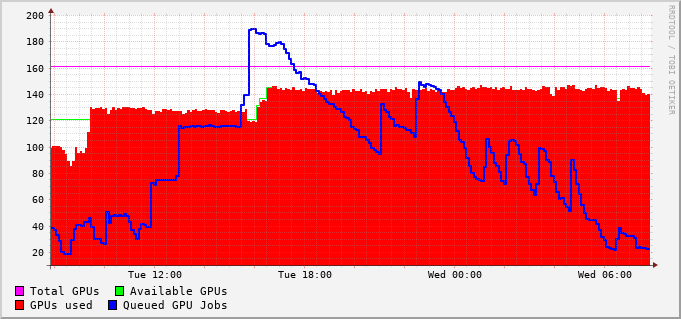 200
180
160
140
120
100
80
60
40
20
Tue 12:00 Tue 18:00 Wed 00:00 Wed 06:00
Total GPUs Available GPUs
GPUs used Queued GPU Jobs
RRDTOOL / TOBI OETIKER